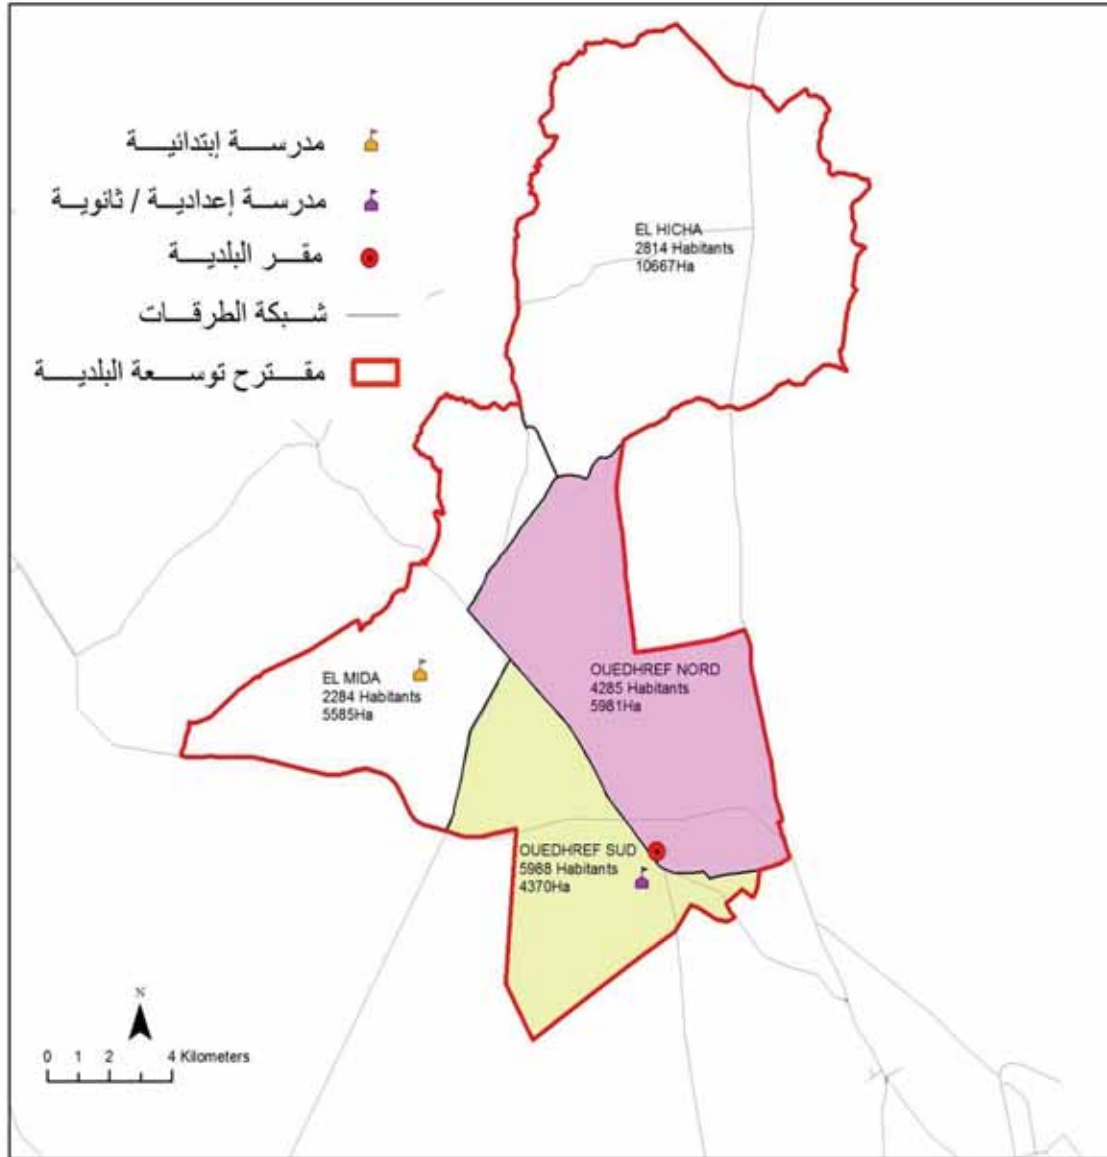 مدرسة إبتدائية
مدرسة إعدادية / ثانوية
مقر البلدية
شبكة الطرقات
مقترح توسعة البلدية
EL HICHA
2814 Habitants
10667Ha
EL MIDA
2284 Habitants
5585Ha
OUEDHREF NORD
4285 Habitants
5981Ha
OUEDHREF SUD
5988 Habitants
4370Ha
N
0 1 2 4 Kilometers